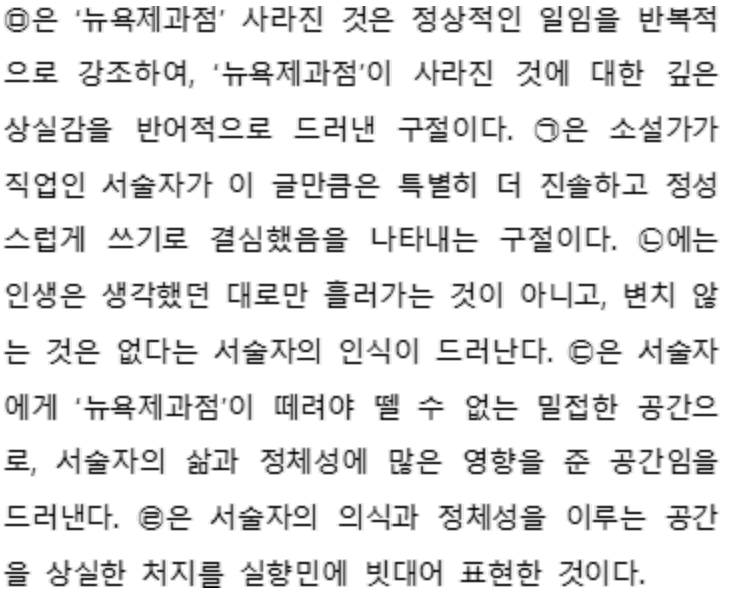 ㉤은 ‘뉴욕제과점’ 사라진 것은 정상적인 일임을 반복적
으로 강조하여, ‘뉴욕제과점’이 사라진 것에 대한 깊은
상실감을 반어적으로 드러낸 구절이다. ㉠은 소설가가
직업인 서술자가 이 글만큼은 특별히 더 진솔하고 정성
스럽게 쓰기로 결심했음을 나타내는 구절이다. ㉡에는
인생은 생각했던 대로만 흘러가는 것이 아니고, 변치 않
는 것은 없다는 서술자의 인식이 드러난다. ㉢은 서술자
에게 ‘뉴욕제과점’이 떼려야 뗄 수 없는 밀접한 공간으
로, 서술자의 삶과 정체성에 많은 영향을 준 공간임을
드러낸다. ㉣은 서술자의 의식과 정체성을 이루는 공간
을 상실한 처지를 실향민에 빗대어 표현한 것이다.